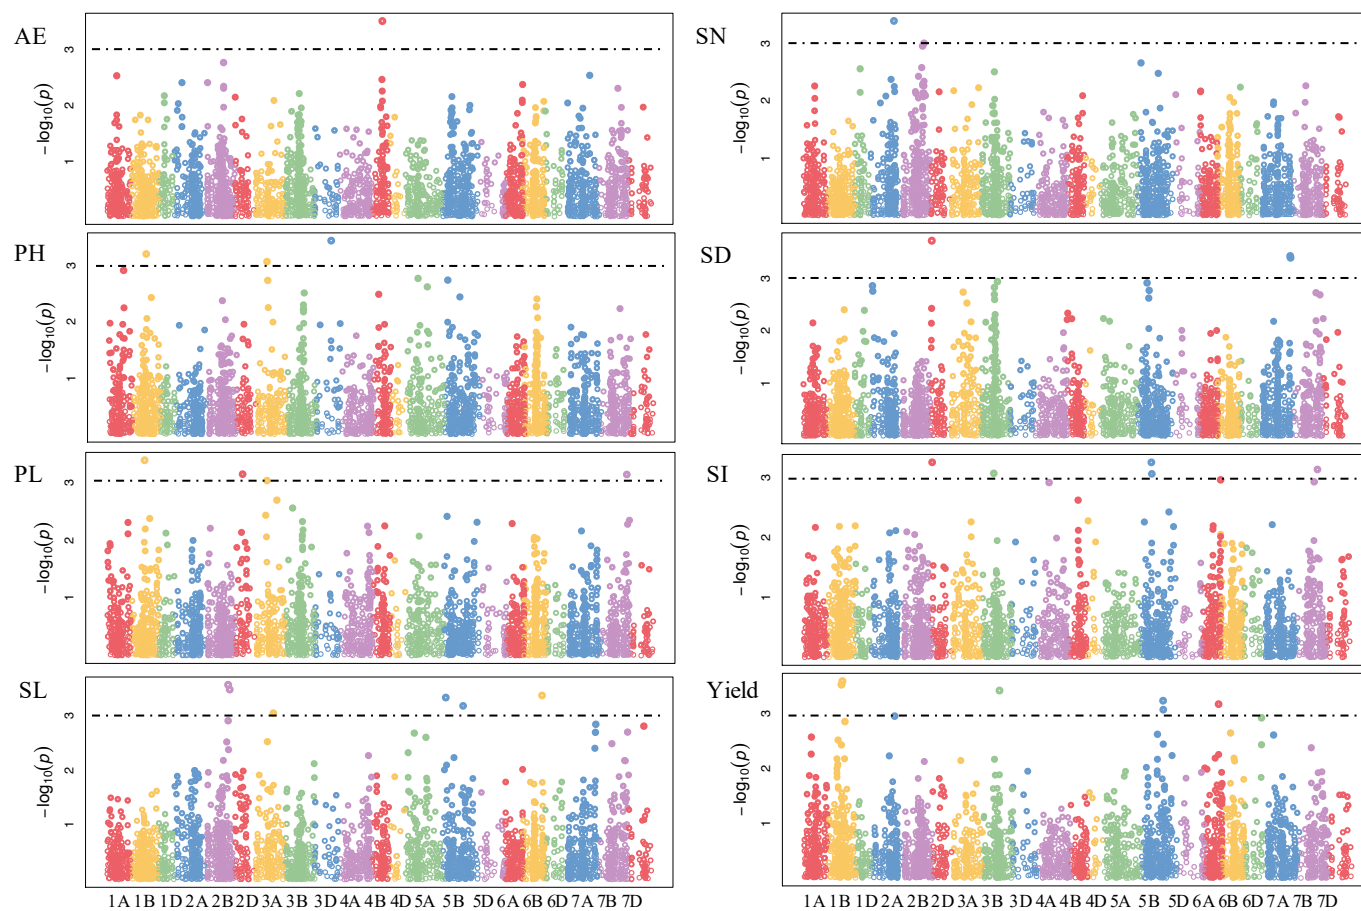 AE
3
2
1
−log10(p)
SN
3
2
1
−log10(p)
PH
3
2
1
−log10(p)
SD
3
2
1
−log10(p)
PL
3
2
1
−log10(p)
SI
3
2
1
−log10(p)
SL
3
2
1
−log10(p)
Yield
3
2
1
−log10(p)
1A 1B 1D 2A 2B 2D 3A 3B 3D 4A 4B 4D 5A 5B 5D 6A 6B 6D 7A 7B 7D
1A 1B 1D 2A 2B 2D 3A 3B 3D 4A 4B 4D 5A 5B 5D 6A 6B 6D 7A 7B 7D